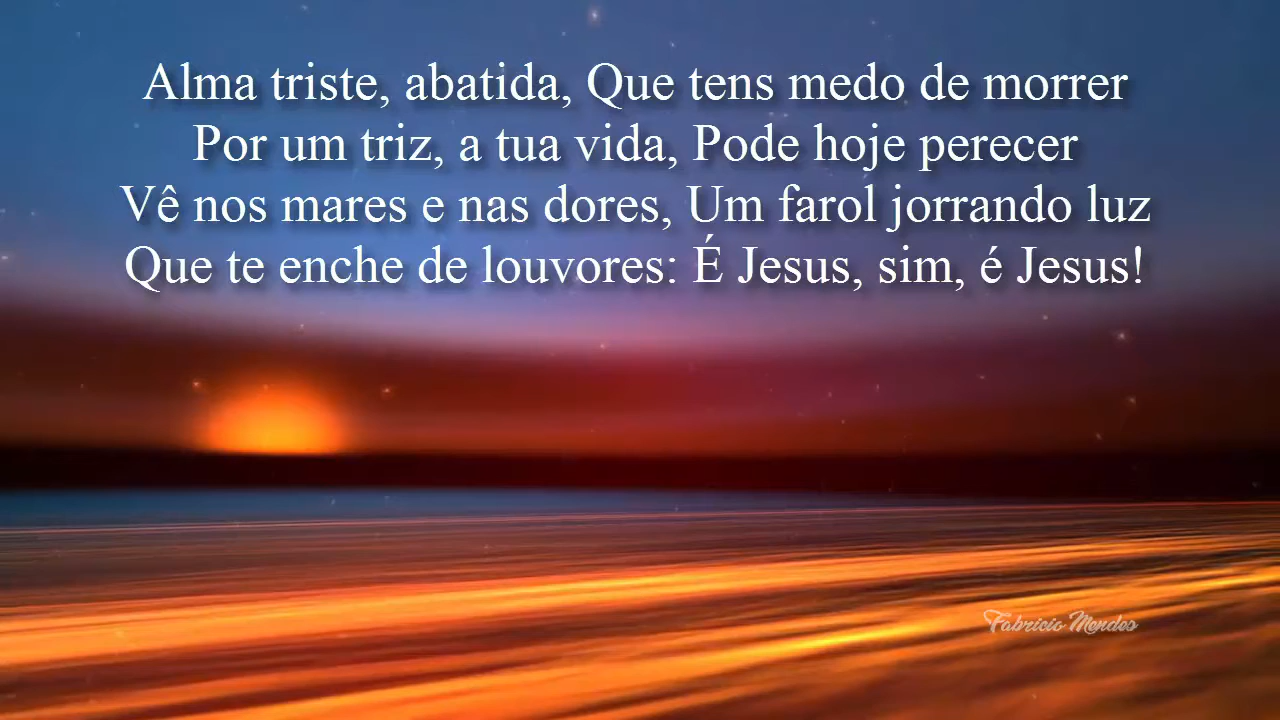 Alma triste, abatida, Que tens medo de morrer
Por um triz, a tua vida, Pode hoje perecer
Vê nos mares e nas dores, Um farol jorrando luz
Que te enche de louvores: É Jesus, sim, é Jesus!
Fabricio Mendes